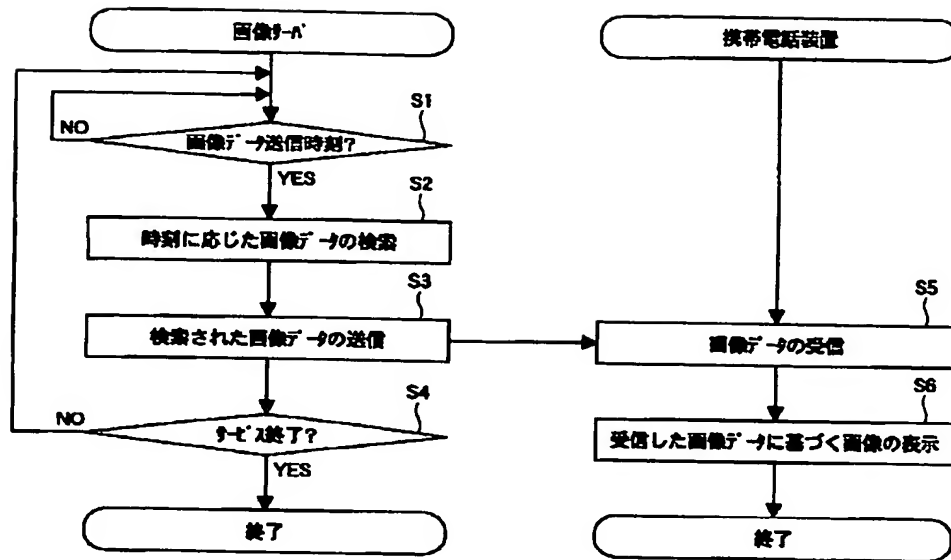 画像サーバ
携帯電話装置
S1
NO
画像データ送信時刻?
YES
S2
時刻に応じた画像データの検索
S3
検索された画像データの送信
S5
画像データの受信
S4
NO
サービス終了?
S6
受信した画像データに基づく画像の表示
YES
終了
終了